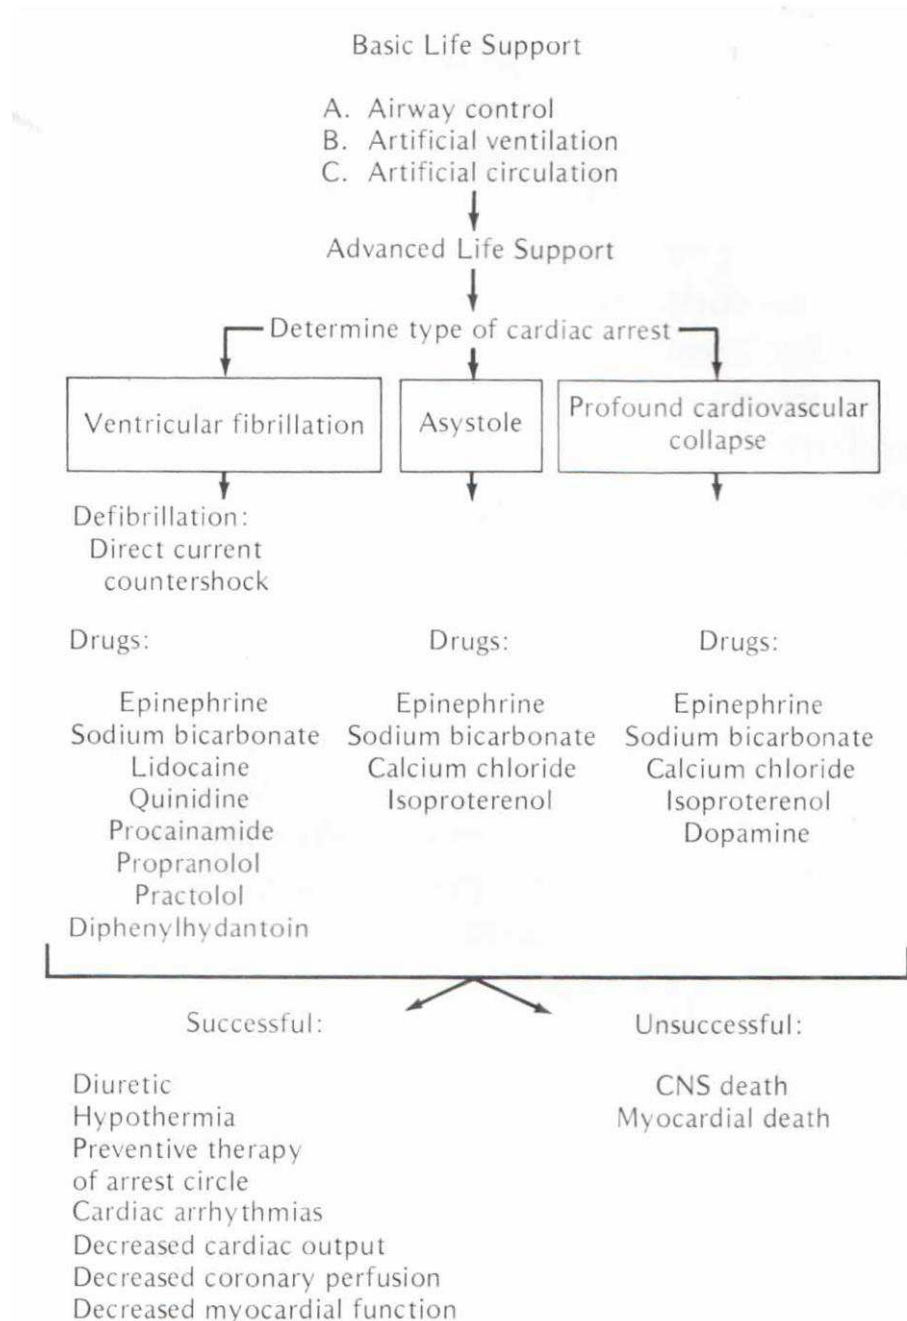 Basic Life Support
A. Airway control
B. Artificial ventilation
C. Artificial circulation
Advanced Life Support
Determine type of cardiac arrest
Ventricular fibrillation
Asystole
Profound cardiovascular
collapse
Defibrillation:
Direct current
countershock
Drugs:
Epinephrine
Sodium bicarbonate
Lidocaine
Quinidine
Procainamide
Propranolol
Practolol
Diphenylhydantoin
Drugs:
Epinephrine
Sodium bicarbonate
Calcium chloride
Isoproterenol
Drugs:
Epinephrine
Sodium bicarbonate
Calcium chloride
Isoproterenol
Dopamine
Successful:
Diuretic
Hypothermia
Preventive therapy
of arrest circle
Cardiac arrhythmias
Decreased cardiac output
Decreased coronary perfusion
Decreased myocardial function
Unsuccessful:
CNS death
Myocardial death